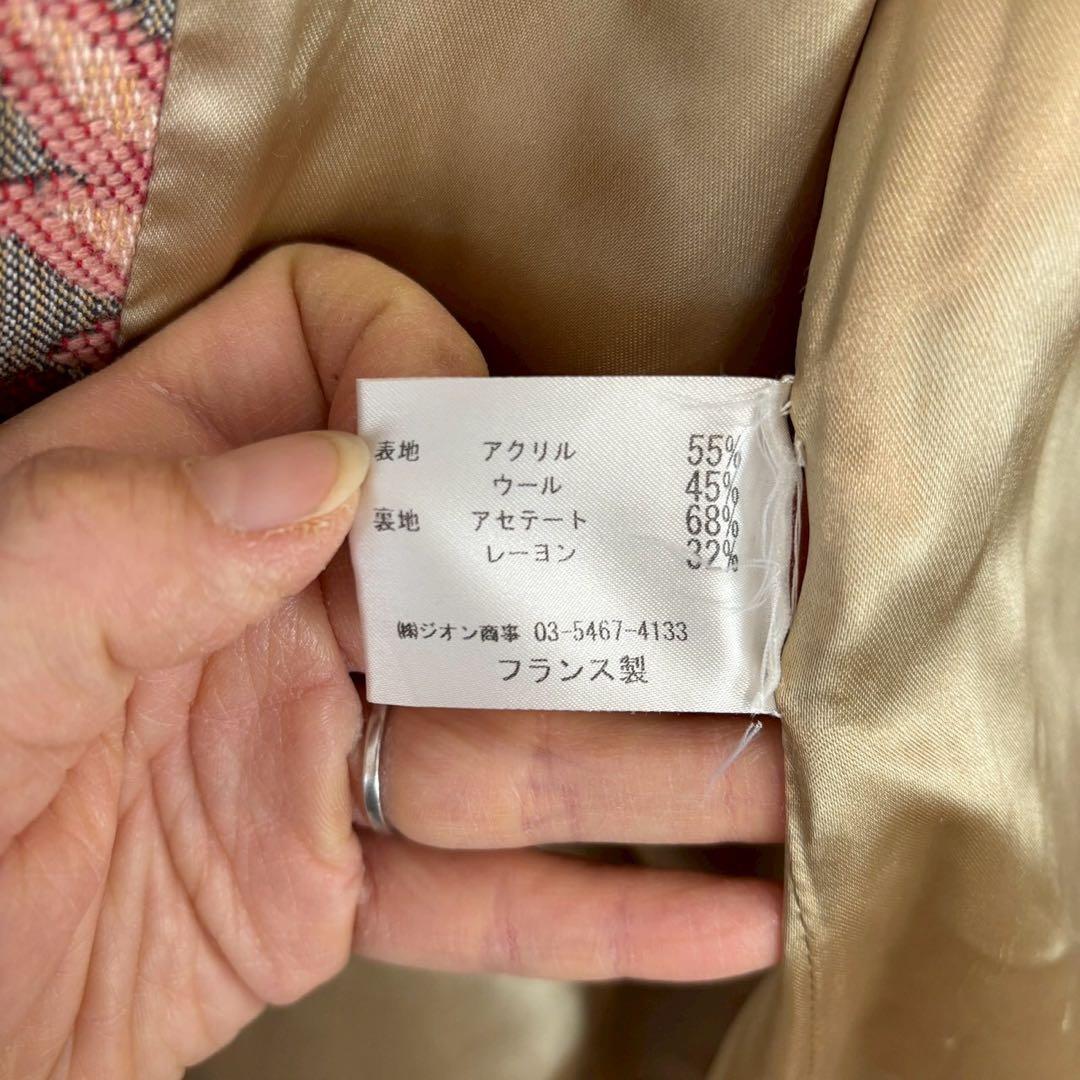 表地 アクリル 55%
ウール 45%
裏地 アセテート 68%
レーヨン 32%
㈱ジオン商事 03-5467-4133
フランス製